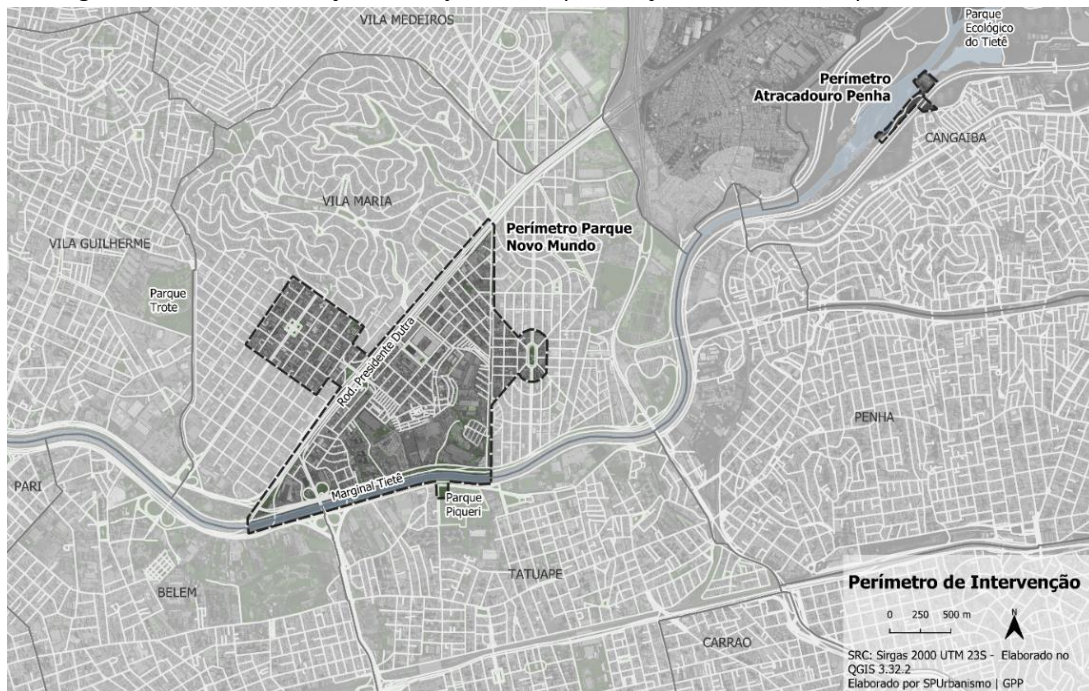 VILA MEDEIROS
Parque
Ecológico
do Tietê
Perímetro
Atracadouro Penha
CANGAIBA
VILA MARIA
Perímetro Parque
Novo Mundo
VILA GUILHERME
Parque
Trote
Rod. Presidente Dutra
PENHA
Marginal Tietê
PARI
Parque
Piqueri
TATUAPE
BELEM
CARRAO
Perímetro de Intervenção
0 250 500 m
N
SRC: Sirgas 2000 UTM 23S - Elaborado no
QGIS 3.32.2
Elaborado por SPUrbanismo | GPP